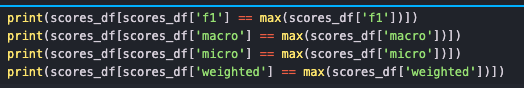 print(scores_df[scores_df['f1'] == max(scores_df['f1'])])
print(scores_df[scores_df['macro'] == max(scores_df['macro'])])
print(scores_df[scores_df['micro'] == max(scores_df['micro'])])
print(scores_df[scores_df['weighted'] == max(scores_df['weighted'])])